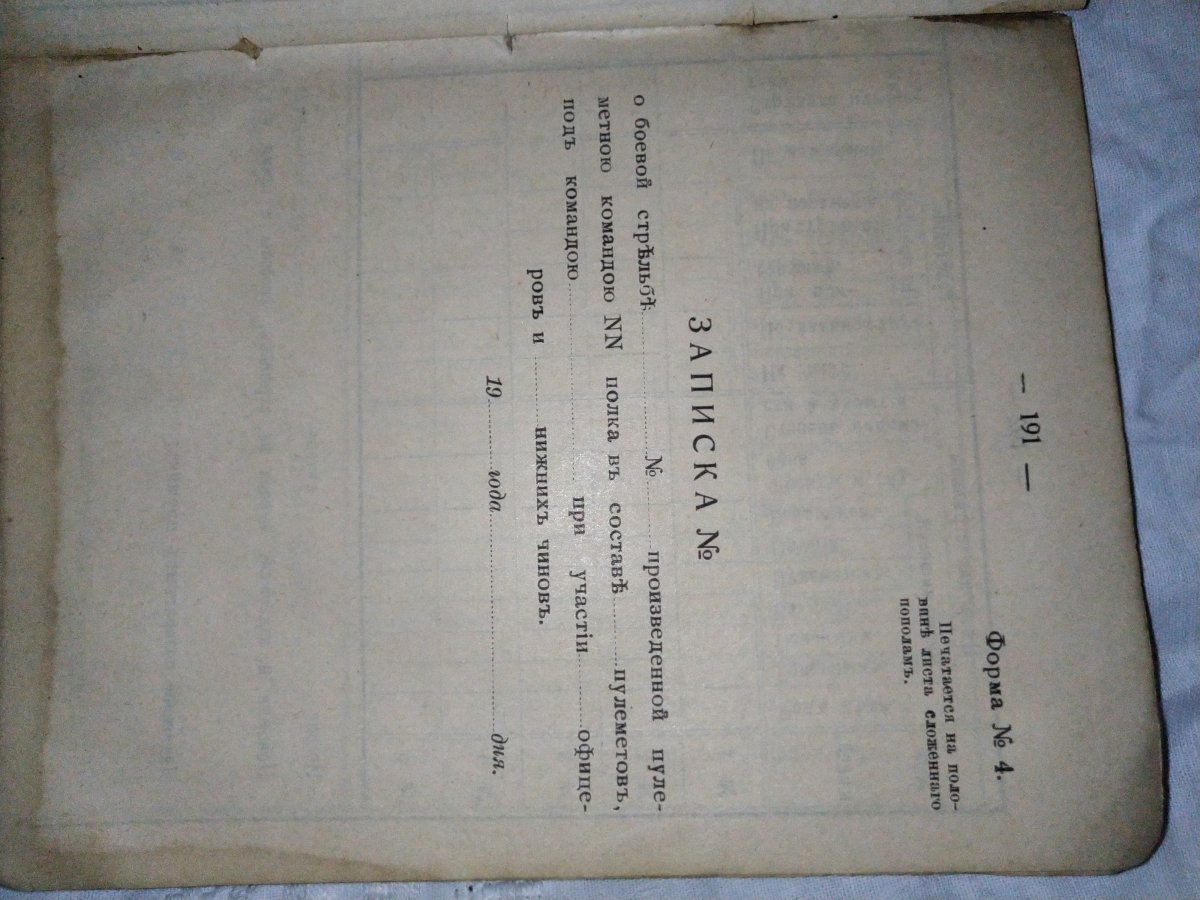 — 191 —
Форма № 4.
Печатается на поло-
винѣ листа сложеннаго
пополамъ.
ЗАПИСКА №
о боевой стрѣльбѣ............№..........произведенной пуле-
метною командою NN полка въ составѣ..........пулеметовъ,
подъ командою..............................при участіи..........офице-
ровъ и..........нижнихъ чиновъ.
19..........года..............................дня.